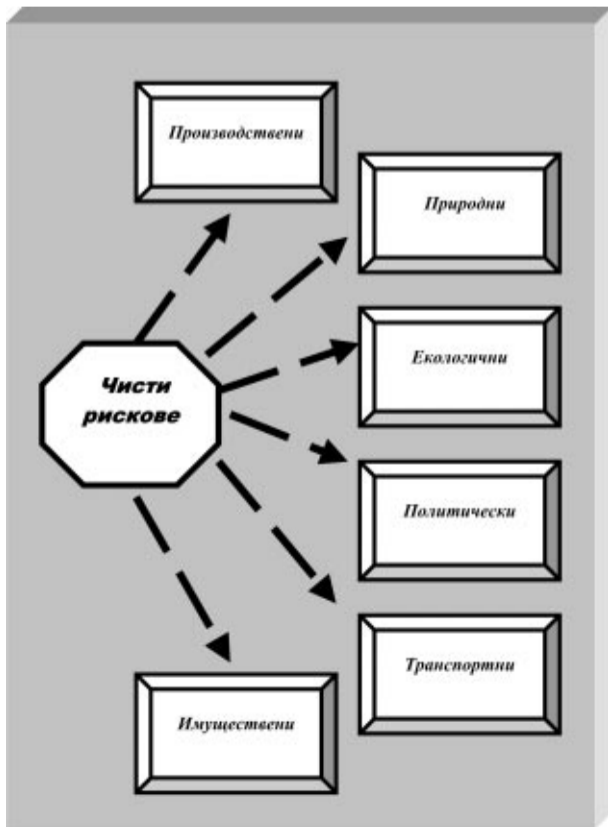 Производствени
Природни
Екологични
Чисти
рискове
Политически
Транспортни
Имуществени